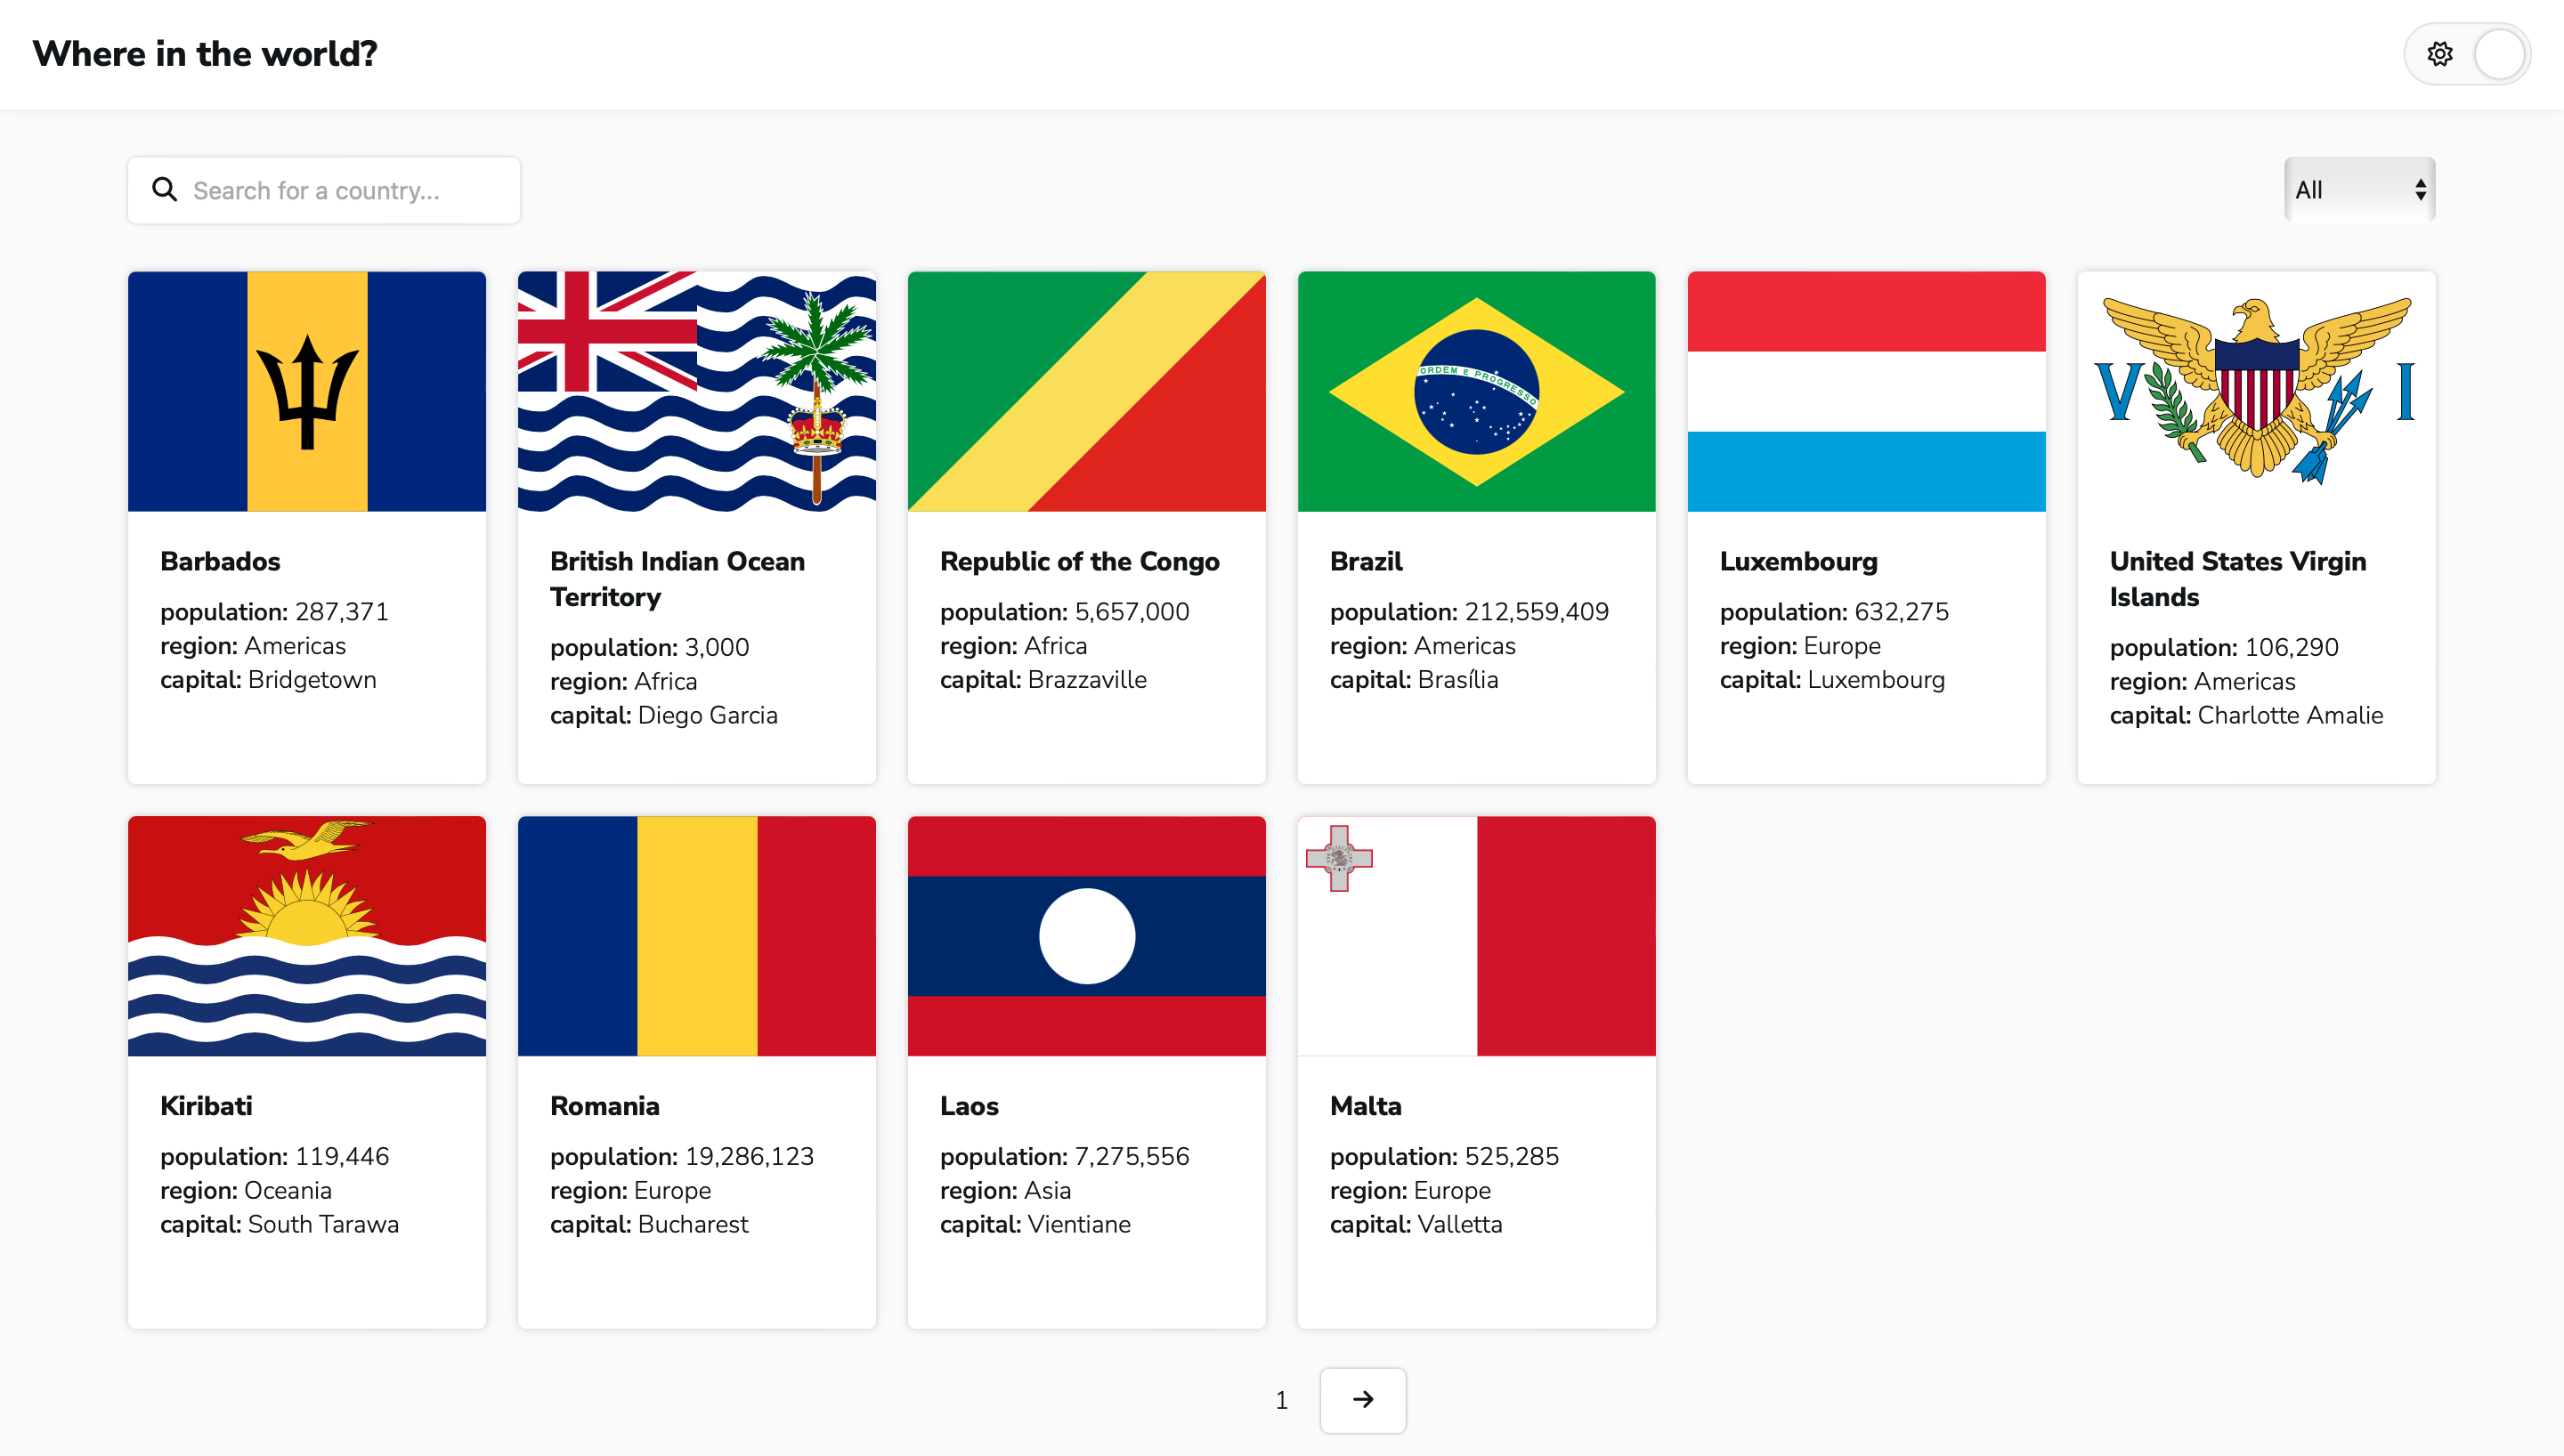 Where in the world?
Search for a country...
All
ORDEM E PROGRESSO
V I
Barbados
population: 287,371
region: Americas
capital: Bridgetown
British Indian Ocean
Territory
population: 3,000
region: Africa
capital: Diego Garcia
Republic of the Congo
population: 5,657,000
region: Africa
capital: Brazzaville
Brazil
population: 212,559,409
region: Americas
capital: Brasília
Luxembourg
population: 632,275
region: Europe
capital: Luxembourg
United States Virgin
Islands
population: 106,290
region: Americas
capital: Charlotte Amalie
Kiribati
population: 119,446
region: Oceania
capital: South Tarawa
Romania
population: 19,286,123
region: Europe
capital: Bucharest
Laos
population: 7,275,556
region: Asia
capital: Vientiane
Malta
population: 525,285
region: Europe
capital: Valletta
1